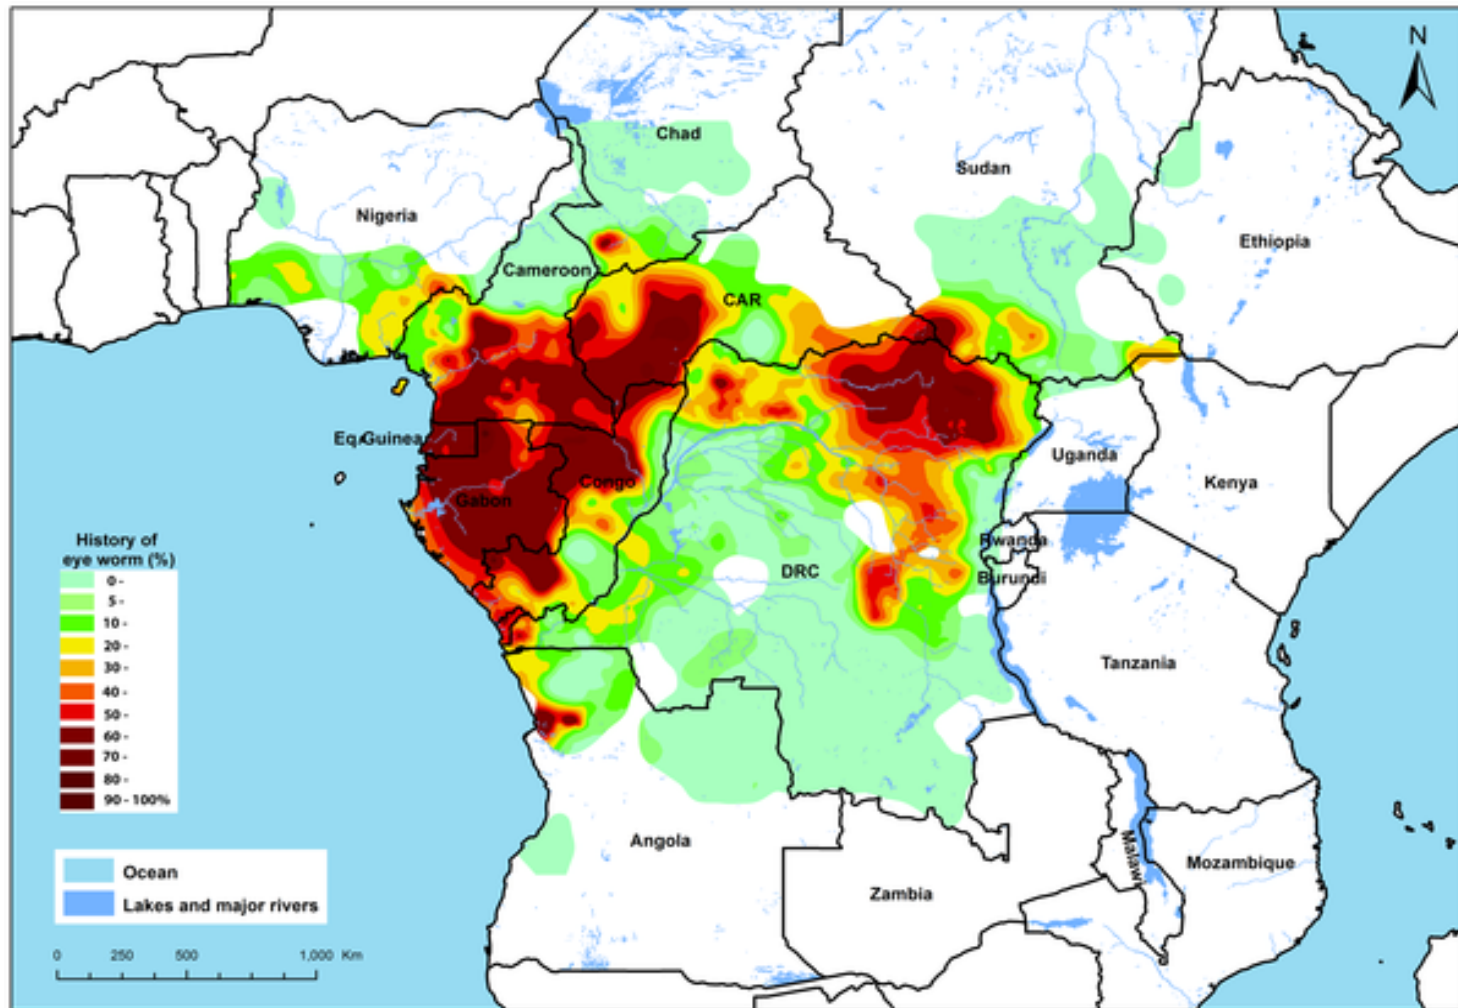 N
Chad
Sudan
Nigeria
Ethiopia
Cameroon
CAR
Eq.Guinea
Uganda
Kenya
Gabon
Congo
Rwanda
DRC
Burundi
Tanzania
Angola
Malawi
Mozambique
Zambia
History of
eye worm (%)
0 -
5 -
10 -
20 -
30 -
40 -
50 -
60 -
70 -
80 -
90 - 100%
Ocean
Lakes and major rivers
0 250 500 1,000 Km